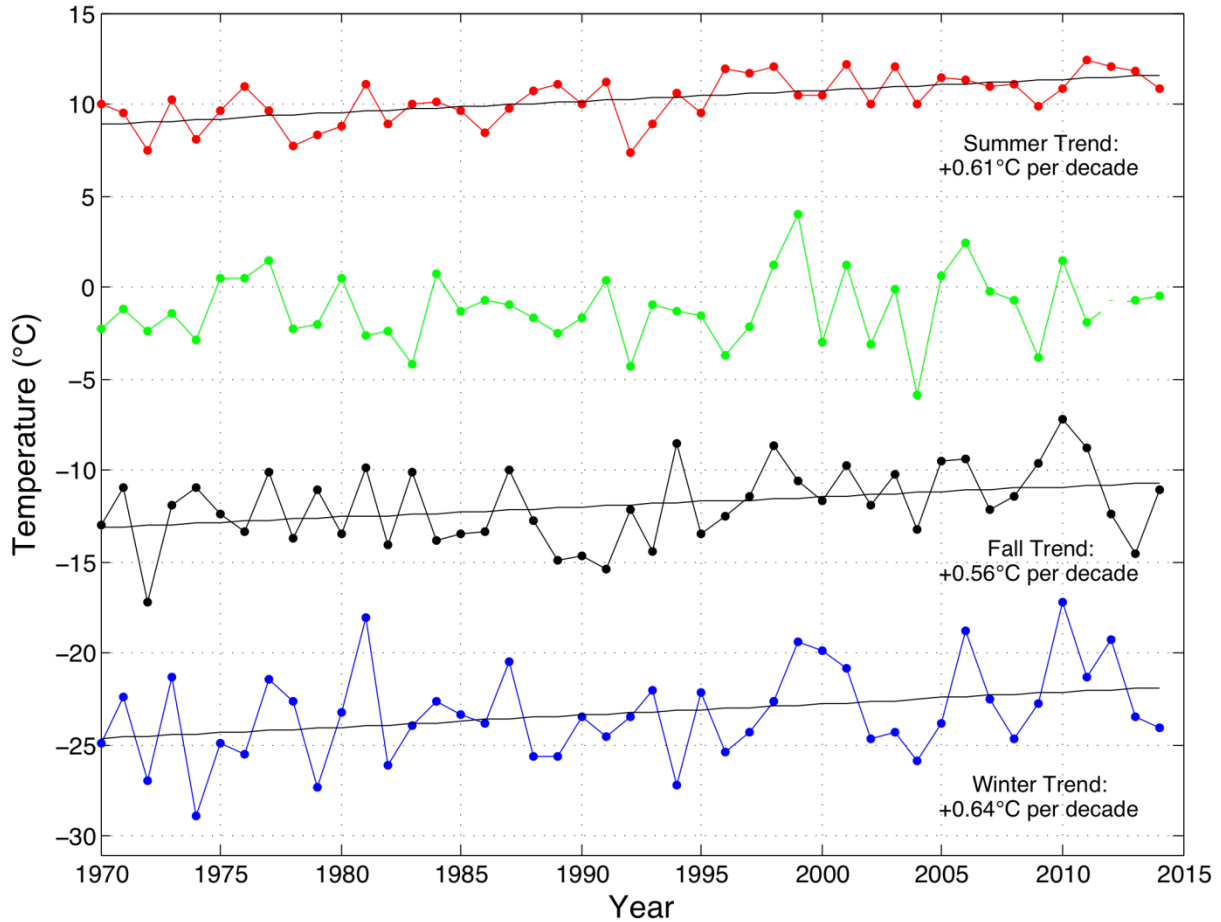 15
10
5
0
−5
−10
−15
−20
−25
−30
Temperature (°C)
Summer Trend:
+0.61°C per decade
Fall Trend:
+0.56°C per decade
Winter Trend:
+0.64°C per decade
1970 1975 1980 1985 1990 1995 2000 2005 2010 2015
Year